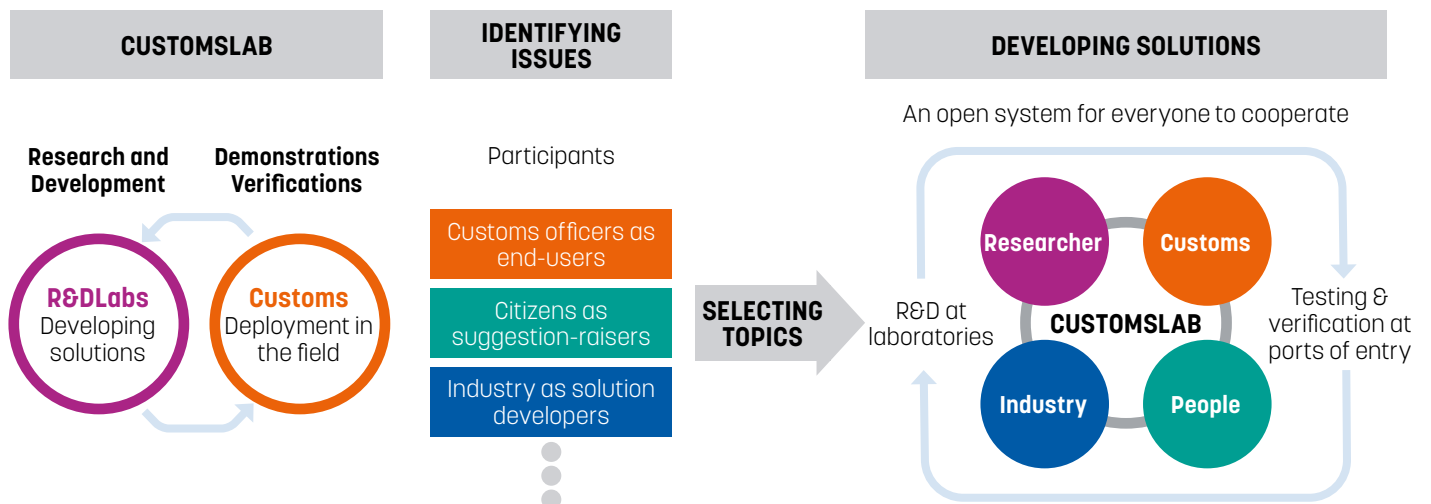 CUSTOMSLAB
Research and
Development
Demonstrations
Verifications
R&DLabs
Developing
solutions
Customs
Deployment in
the field
IDENTIFYING
ISSUES
Participants
Customs officers as
end-users
Citizens as
suggestion-raisers
Industry as solution
developers
SELECTING
TOPICS
DEVELOPING SOLUTIONS
An open system for everyone to cooperate
R&D at
laboratories
Researcher
Customs
CUSTOMSLAB
Industry
People
Testing &
verification at
ports of entry